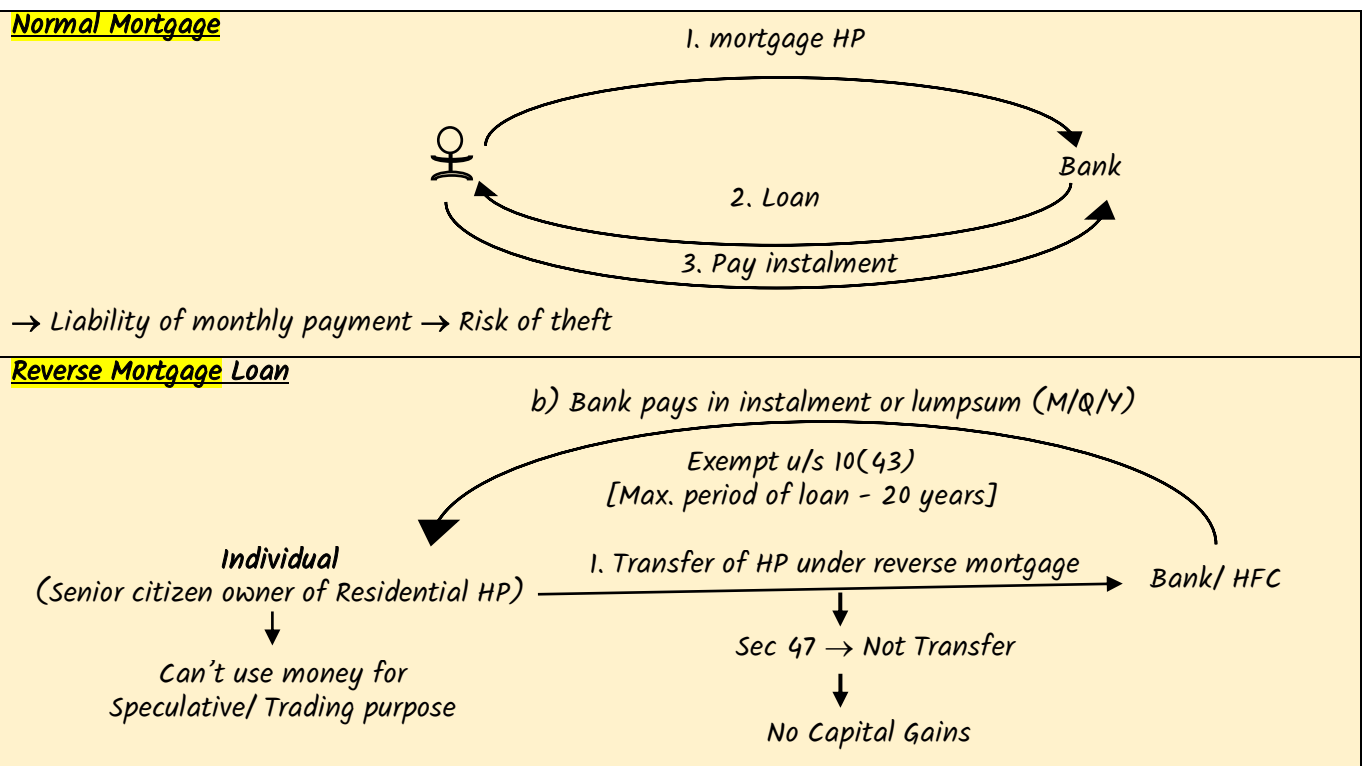 Normal Mortgage
1. mortgage HP
Bank
2. Loan
3. Pay instalment
→ Liability of monthly payment → Risk of theft
Reverse Mortgage Loan
b) Bank pays in instalment or lumpsum (M/Q/Y)
Exempt u/s 10(43)
[Max. period of loan - 20 years]
Individual
(Senior citizen owner of Residential HP)
1. Transfer of HP under reverse mortgage
Bank/ HFC
Sec 47 → Not Transfer
Can't use money for
Speculative/ Trading purpose
No Capital Gains